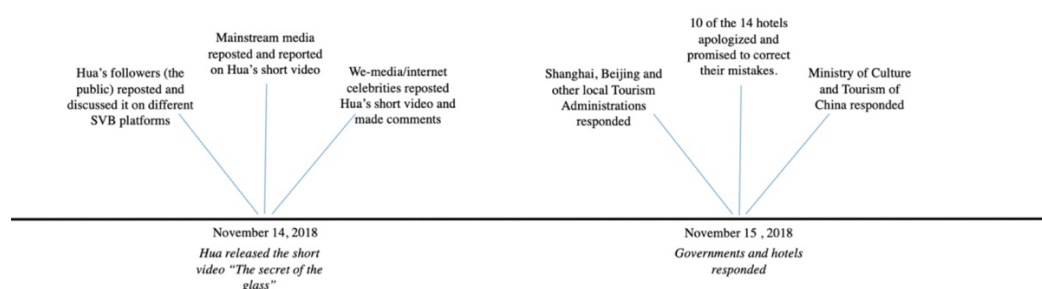 Hua's followers (the
public) reposted and
discussed it on different
SVB platforms
Mainstream media
reposted and reported
on Hua's short video
We-media/internet
celebrities reposted
Hua's short video and
made comments
Shanghai, Beijing and
other local Tourism
Administrations
responded
10 of the 14 hotels
apologized and
promised to correct
their mistakes.
Ministry of Culture
and Tourism of
China responded
November 14, 2018
Hua released the short
video “The secret of the
glass”
November 15 , 2018
Governments and hotels
responded